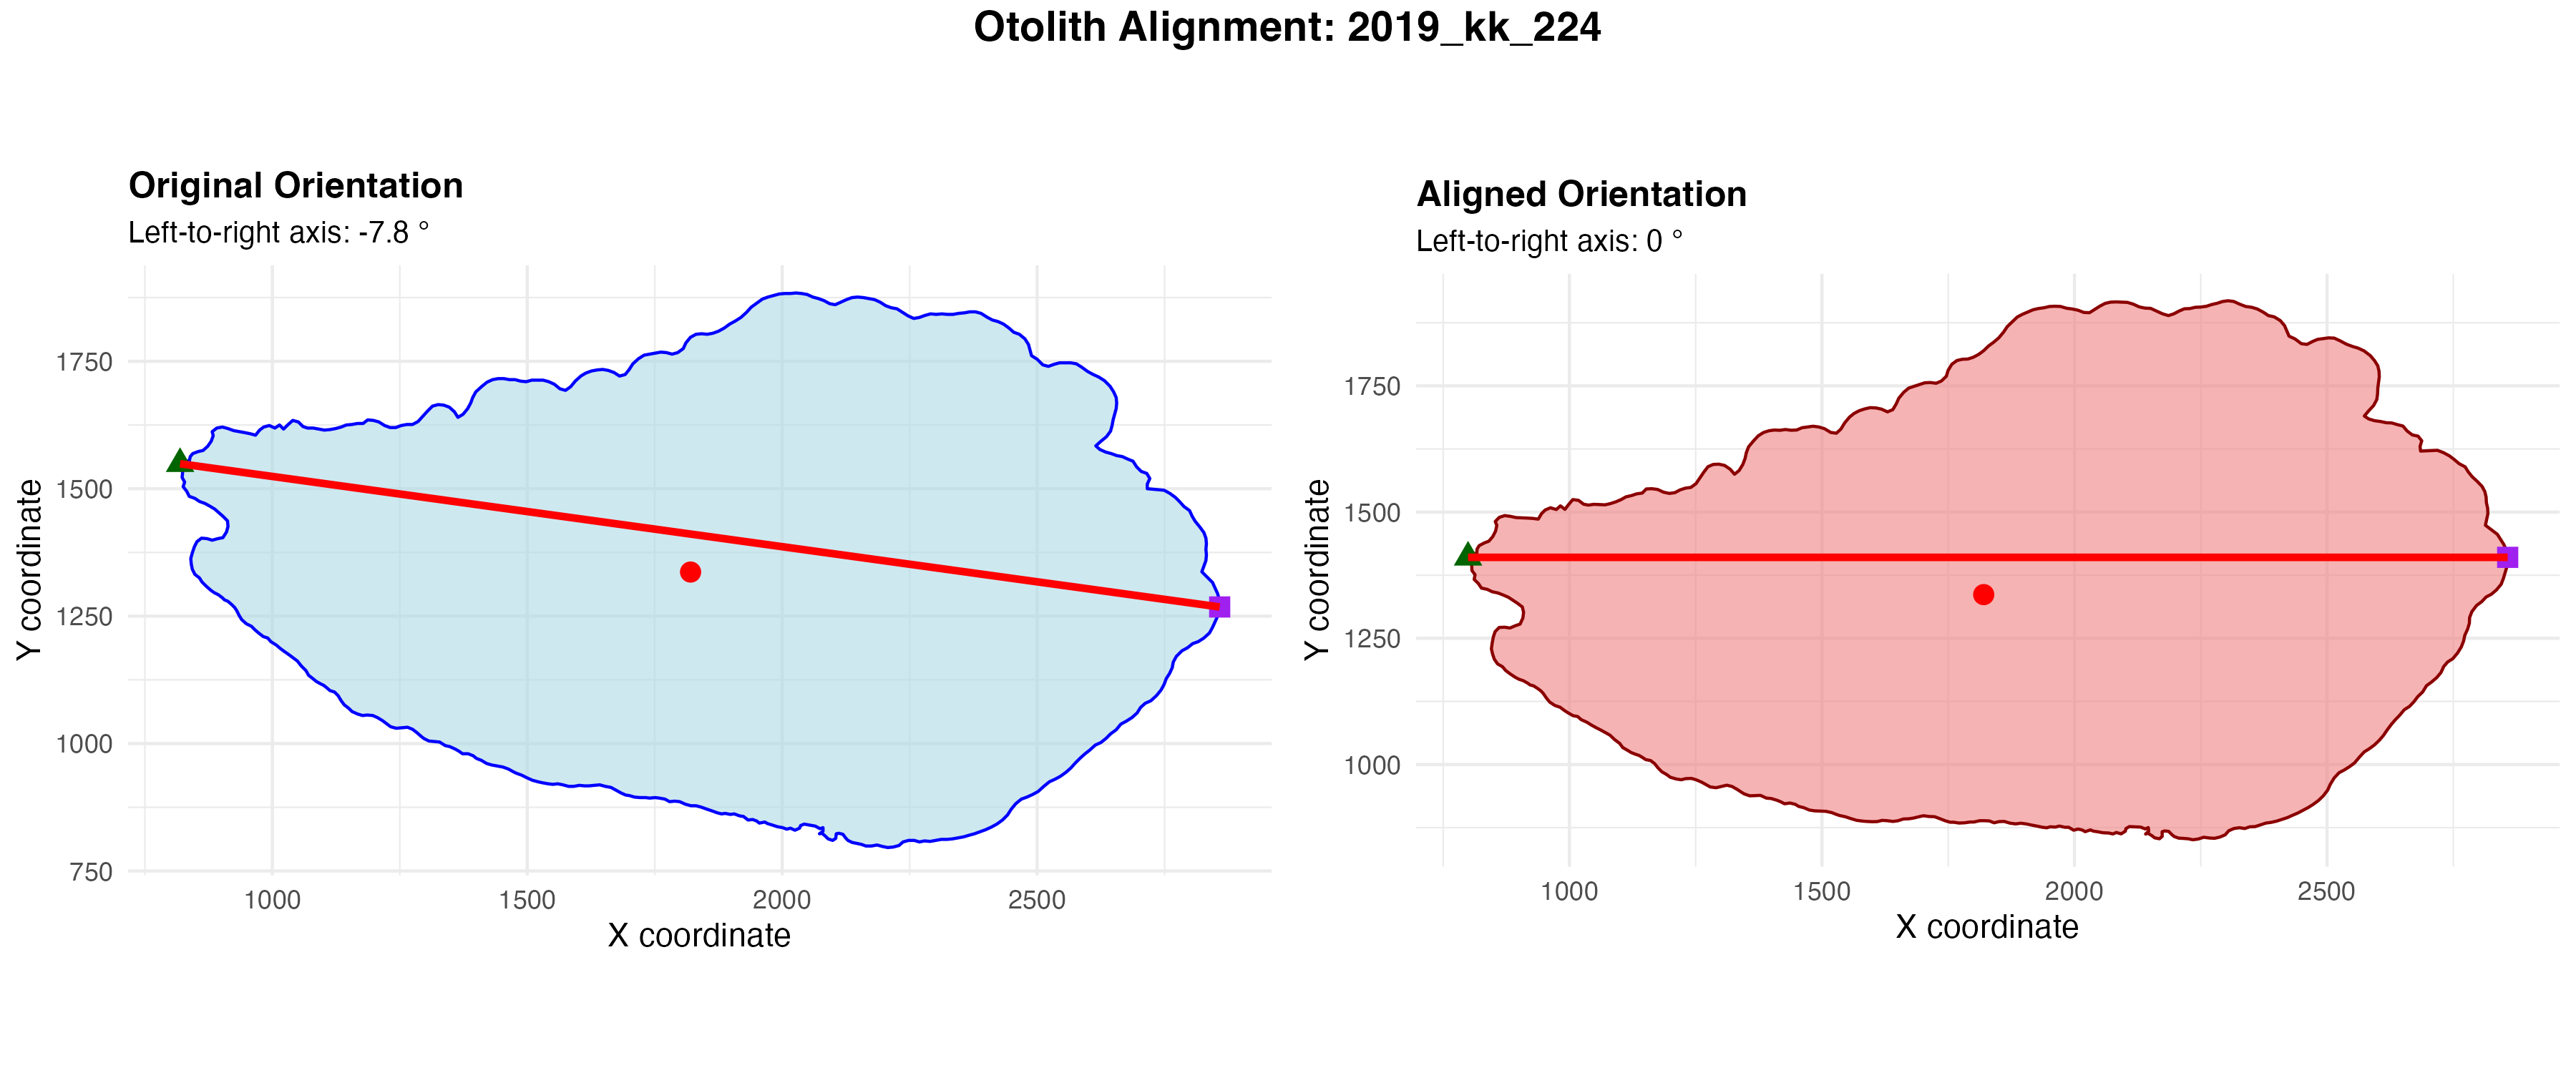 Otolith Alignment: 2019_kk_224
Original Orientation
Left-to-right axis: -7.8 °
Y coordinate
1750
1500
1250
1000
750
1000
1500
2000
2500
X coordinate
Aligned Orientation
Left-to-right axis: 0 °
Y coordinate
1750
1500
1250
1000
1000
1500
2000
2500
X coordinate